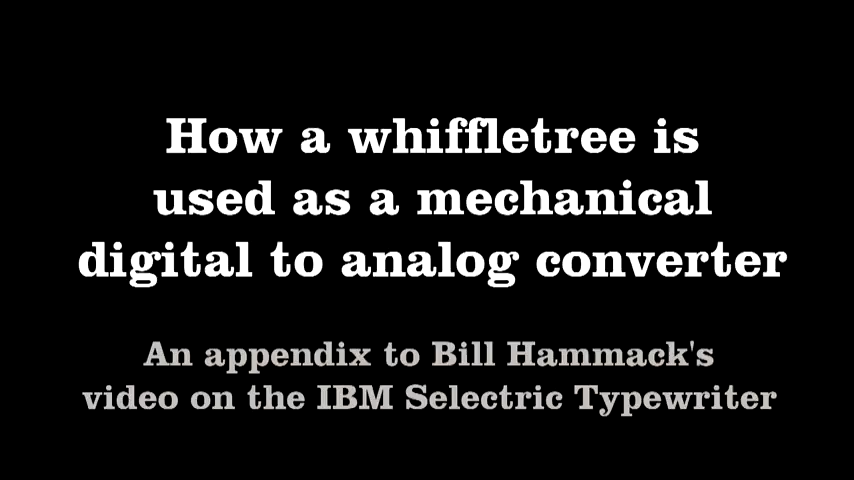 How a whiffletree is
used as a mechanical
digital to analog converter
An appendix to Bill Hammack's
video on the IBM Selectric Typewriter